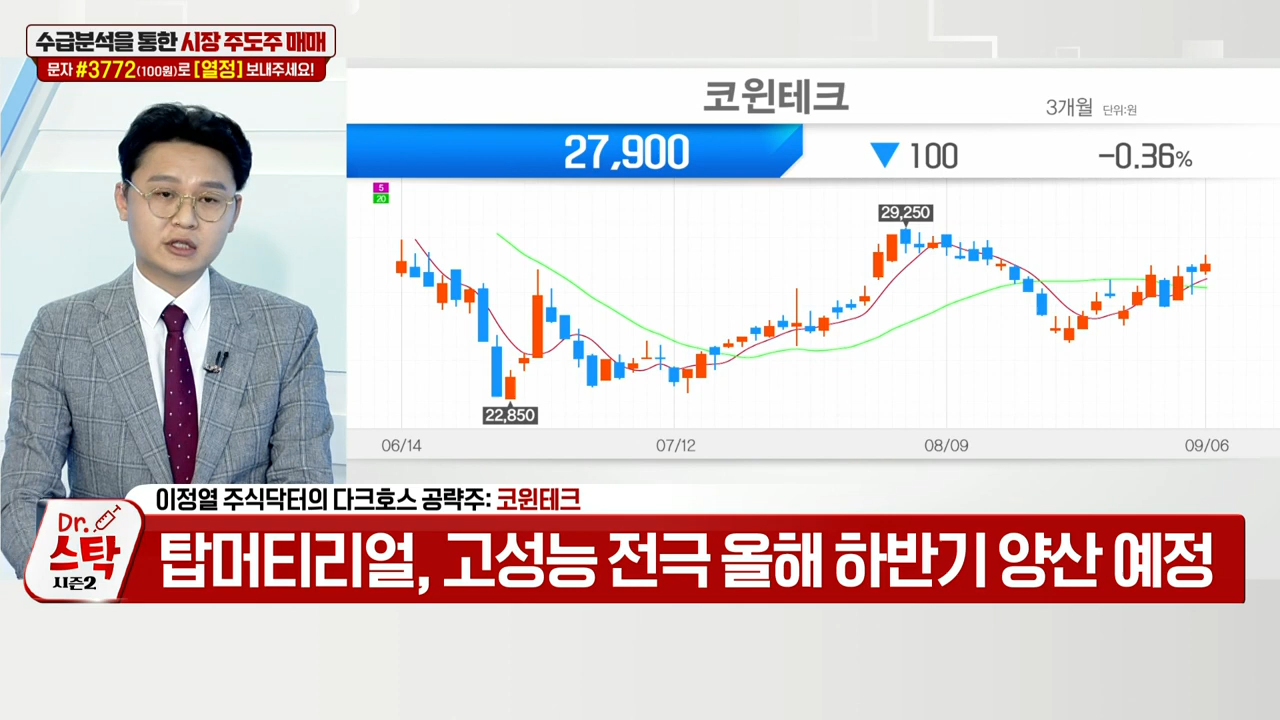 수급분석을 통한 시장 주도주 매매
문자 #3772(100원)로 [열정] 보내주세요!
코윈테크
3개월 단위:원
27,900 ▼100 -0.36%
5
20
29,250
22,850
06/14 07/12 08/09 09/06
이정열 주식닥터의 다크호스 공략주: 코윈테크
Dr.
스탁
시즌2
탑머티리얼, 고성능 전극 올해 하반기 양산 예정